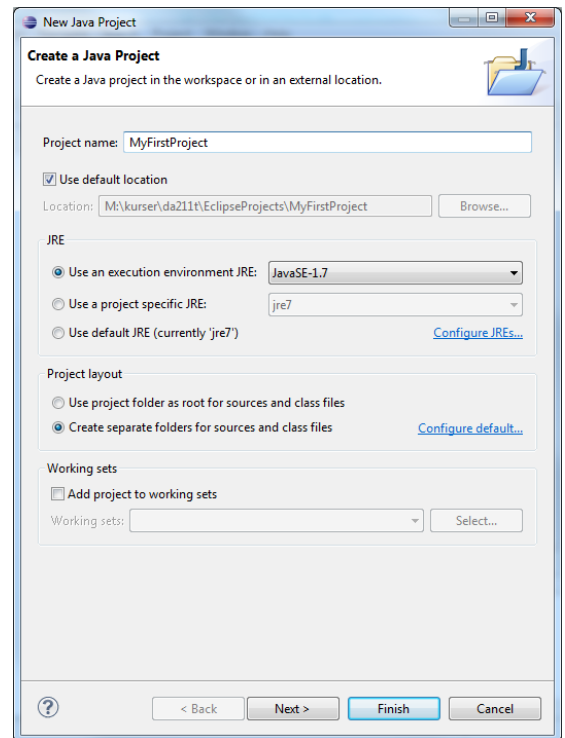 New Java Project
Create a Java Project
Create a Java project in the workspace or in an external location.
Project name: MyFirstProject
Use default location
Location: M:\kurser\da211t\EclipseProjects\MyFirstProject Browse...
JRE
Use an execution environment JRE: JavaSE-1.7
Use a project specific JRE: jre7
Use default JRE (currently 'jre7') Configure JREs...
Project layout
Use project folder as root for sources and class files
Create separate folders for sources and class files Configure default...
Working sets
Add project to working sets
Working sets: Select...
? < Back Next > Finish Cancel